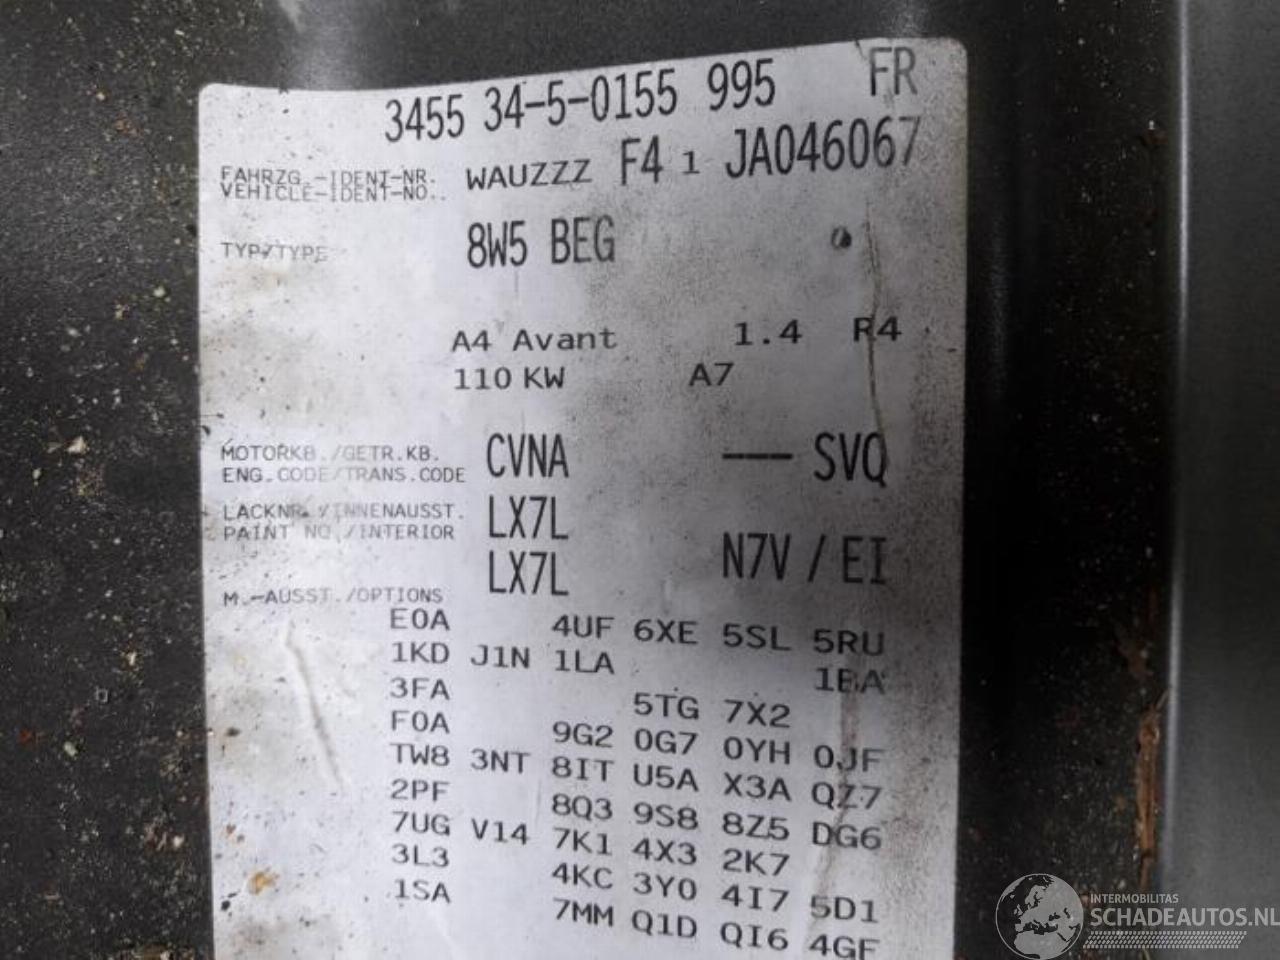 3455 34-5-0155 995 FR
FAHRZG.-IDENT-NR. WAUZZZ F4 1 JA046067
VEHICLE-IDENT-NO..
TYP/TYPE 8W5 BEG
A4 Avant 1.4 R4
110 KW A7
MOTORKB./GETR.KB. CVNA --- SVQ
ENG.CODE/TRANS.CODE
LACKNR./INNENAUSST. LX7L
PAINT NO./INTERIOR LX7L N7V / EI
M.-AUSST./OPTIONS
E0A 4UF 6XE 5SL 5RU
1KD J1N 1LA 1BA
3FA 5TG 7X2
F0A 9G2 0G7 0YH 0JF
TW8 3NT 8IT U5A X3A QZ7
2PF 8Q3 9S8 8Z5 DG6
7UG V14 7K1 4X3 2K7
3L3 4KC 3Y0 4I7 5D1
1SA 7MM Q1D QI6 4GF
INTERMOBILITAS
SCHADEAUTOS.NL